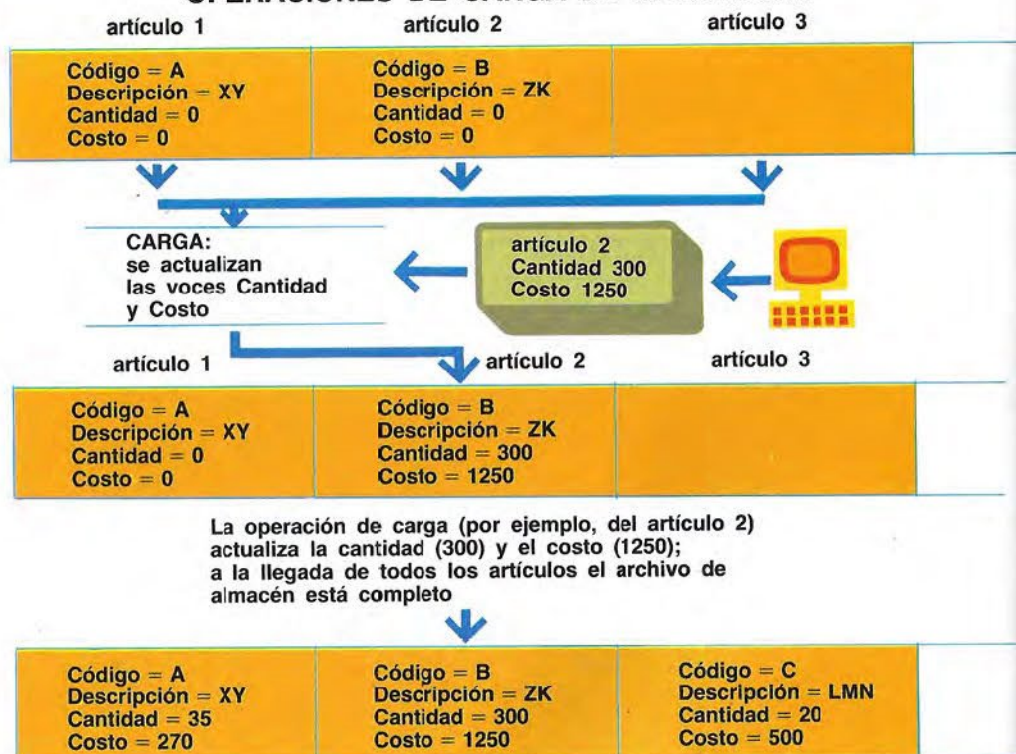 artículo 1
artículo 2
artículo 3
Código = A
Descripción = XY
Cantidad = 0
Costo = 0
Código = B
Descripción = ZK
Cantidad = 0
Costo = 0
CARGA:
se actualizan
las voces Cantidad
y Costo
artículo 2
Cantidad 300
Costo 1250
artículo 1
artículo 2
artículo 3
Código = A
Descripción = XY
Cantidad = 0
Costo = 0
Código = B
Descripción = ZK
Cantidad = 300
Costo = 1250
La operación de carga (por ejemplo, del artículo 2)
actualiza la cantidad (300) y el costo (1250);
a la llegada de todos los artículos el archivo de
almacén está completo
Código = A
Descripción = XY
Cantidad = 35
Costo = 270
Código = B
Descripción = ZK
Cantidad = 300
Costo = 1250
Código = C
Descripción = LMN
Cantidad = 20
Costo = 500